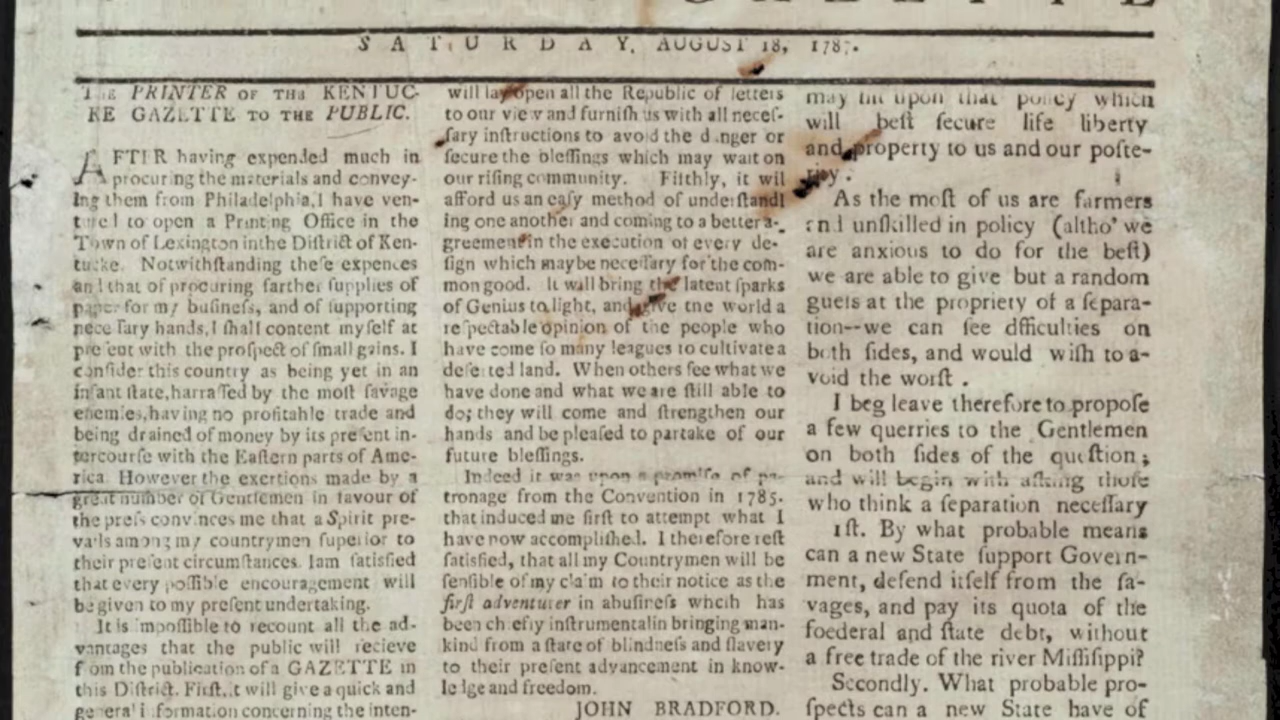 SATURDAY, AUGUST 18, 1787.
THE PRINTER OF THE KENTUC-
KE GAZETTE TO THE PUBLIC.
AFTER having expended much in
procuring the materials and convey-
ing them from Philadelphia,I have ven-
tured to open a Printing Office in the
Town of Lexington inthe Diſtrict of Ken-
tucke. Notwithſtanding theſe expences
and that of procuring farther ſupplies of
paper for my buſineſs, and of ſupporting
neceſſary hands,I ſhall content myſelf at
preſent with the proſpect of ſmall gains. I
conſider this country as being yet in an
infant ſtate,harraſſed by the moſt ſavage
enemies,having no profitable trade and
being drained of money by its preſent in-
tercourſe with the Eaſtern parts of Ame-
rica. However the exertions made by a
great number of Gentlemen in favour of
the preſs convinces me that a Spirit pre-
vails among my countrymen ſuperior to
their preſent circumſtances. Iam ſatisfied
that every poſſible encouragement will
be given to my preſent undertaking.
It is impoſſible to recount all the ad-
vantages that the public will recieve
from the publication of a GAZETTE in
this Diſtrict. Firſt,it will give a quick and
general information concerning the inten-
will lay open all the Republic of letters
to our view and furniſh us with all neceſ-
ſary inſtructions to avoid the danger or
ſecure the bleſſings which may wait on
our riſing community. Fifthly, it wil
afford us an eaſy method of underſtandl
ing one another and coming to a better a-
greement in the execution of every de-
ſign which maybe neceſſary for the com-
mon good. It will bring the latent ſparks
of Genius to light, and give the world a
reſpectable opinion of the people who
have come ſo many leagues to cultivate a
deſerted land. When others ſee what we
have done and what we are ſtill able to
do; they will come and ſtrengthen our
hands and be pleaſed to partake of our
future bleſſings.
Indeed it was upon a promiſe of pa-
tronage from the Convention in 1785.
that induced me firſt to attempt what I
have now accompliſhed. I therefore reſt
ſatisfied, that all my Countrymen will be
ſenſible of my claim to their notice as the
firſt adventurer in abuſineſs whcih has
been chiefly inſtrumentalin bringing man-
kind from a ſtate of blindneſs and ſlavery
to their preſent advancement in know-
ledge and freedom.
JOHN BRADFORD.
may hit upon that policy which
will beſt ſecure life liberty
and property to us and our poſte-
rity.
As the moſt of us are farmers
and unſkilled in policy (altho' we
are anxious to do for the beſt)
we are able to give but a random
gueſs at the propriety of a ſepara-
tion--we can ſee dfficulties on
both ſides, and would wiſh to a-
void the worſt .
I beg leave therefore to propoſe
a few querries to the Gentlemen
on both ſides of the queſtion;
and will begin with aſking thoſe
who think a ſeparation neceſſary
1ſt. By what probable means
can a new State ſupport Govern-
ment, defend itſelf from the ſa-
vages, and pay its quota of the
foederal and ſtate debt, without
a free trade of the river Miſſiſippi?
Secondly. What probable pro-
ſpects can a new State have of